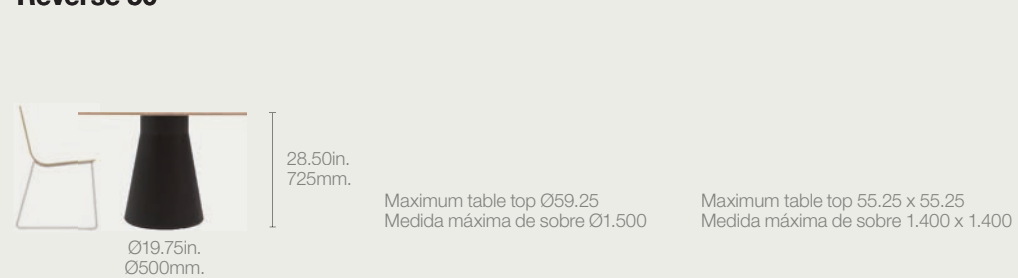 28.50in.
725mm.
Maximum table top Ø59.25
Medida máxima de sobre Ø1.500
Maximum table top 55.25 x 55.25
Medida máxima de sobre 1.400 x 1.400
Ø19.75in.
Ø500mm.